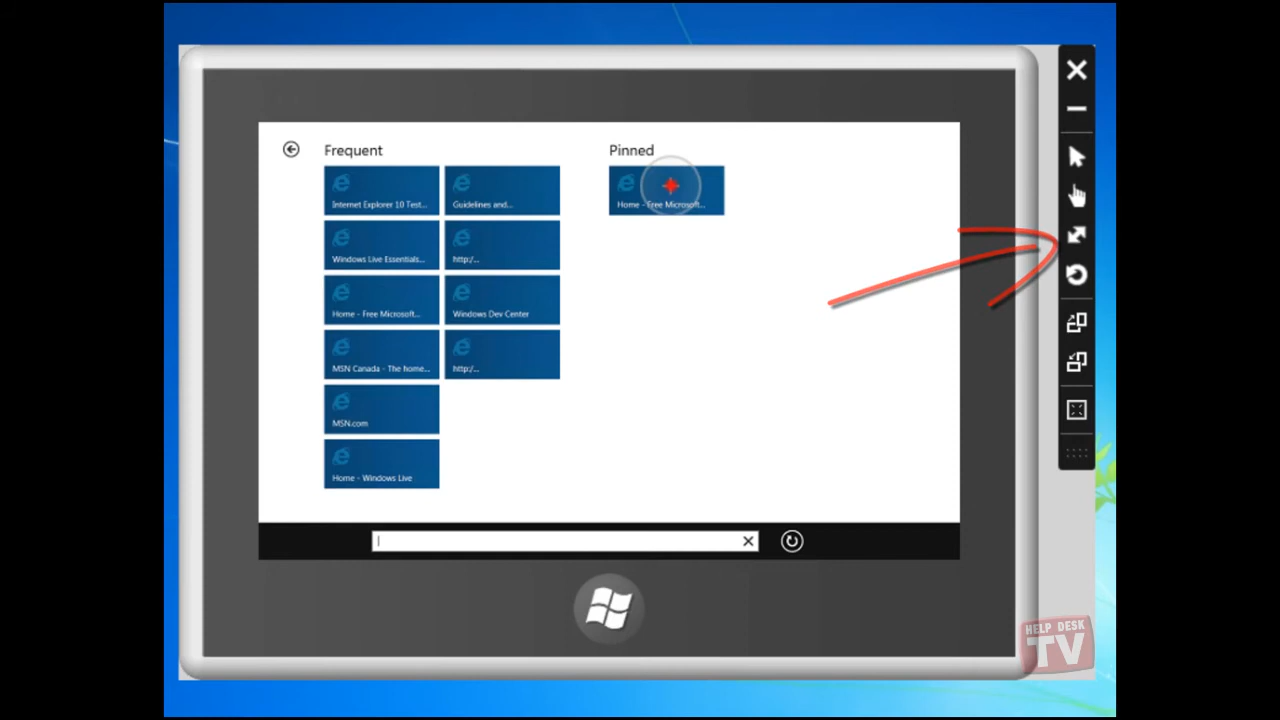 Frequent
Pinned
Internet Explorer 10 Test...
Guidelines and...
Home - Free Microsoft...
Windows Live Essentials...
http:/...
Home - Free Microsoft...
Windows Dev Center
MSN Canada - The home...
http:/...
MSN.com
Home - Windows Live
HELP DESK
TV